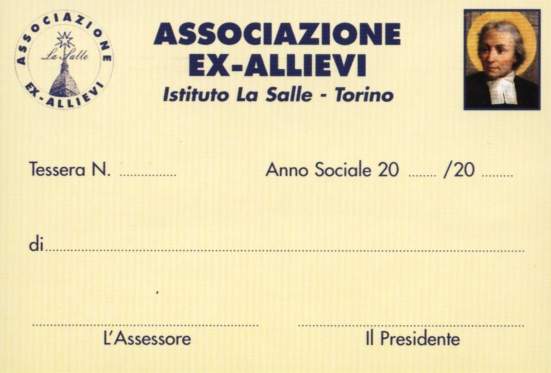 ASSOCIAZIONE
La Salle
EX-ALLIEVI
ASSOCIAZIONE
EX-ALLIEVI
Istituto La Salle - Torino
Tessera N. ..............
Anno Sociale 20 ....... /20 ........
di................................................................
L'Assessore
Il Presidente